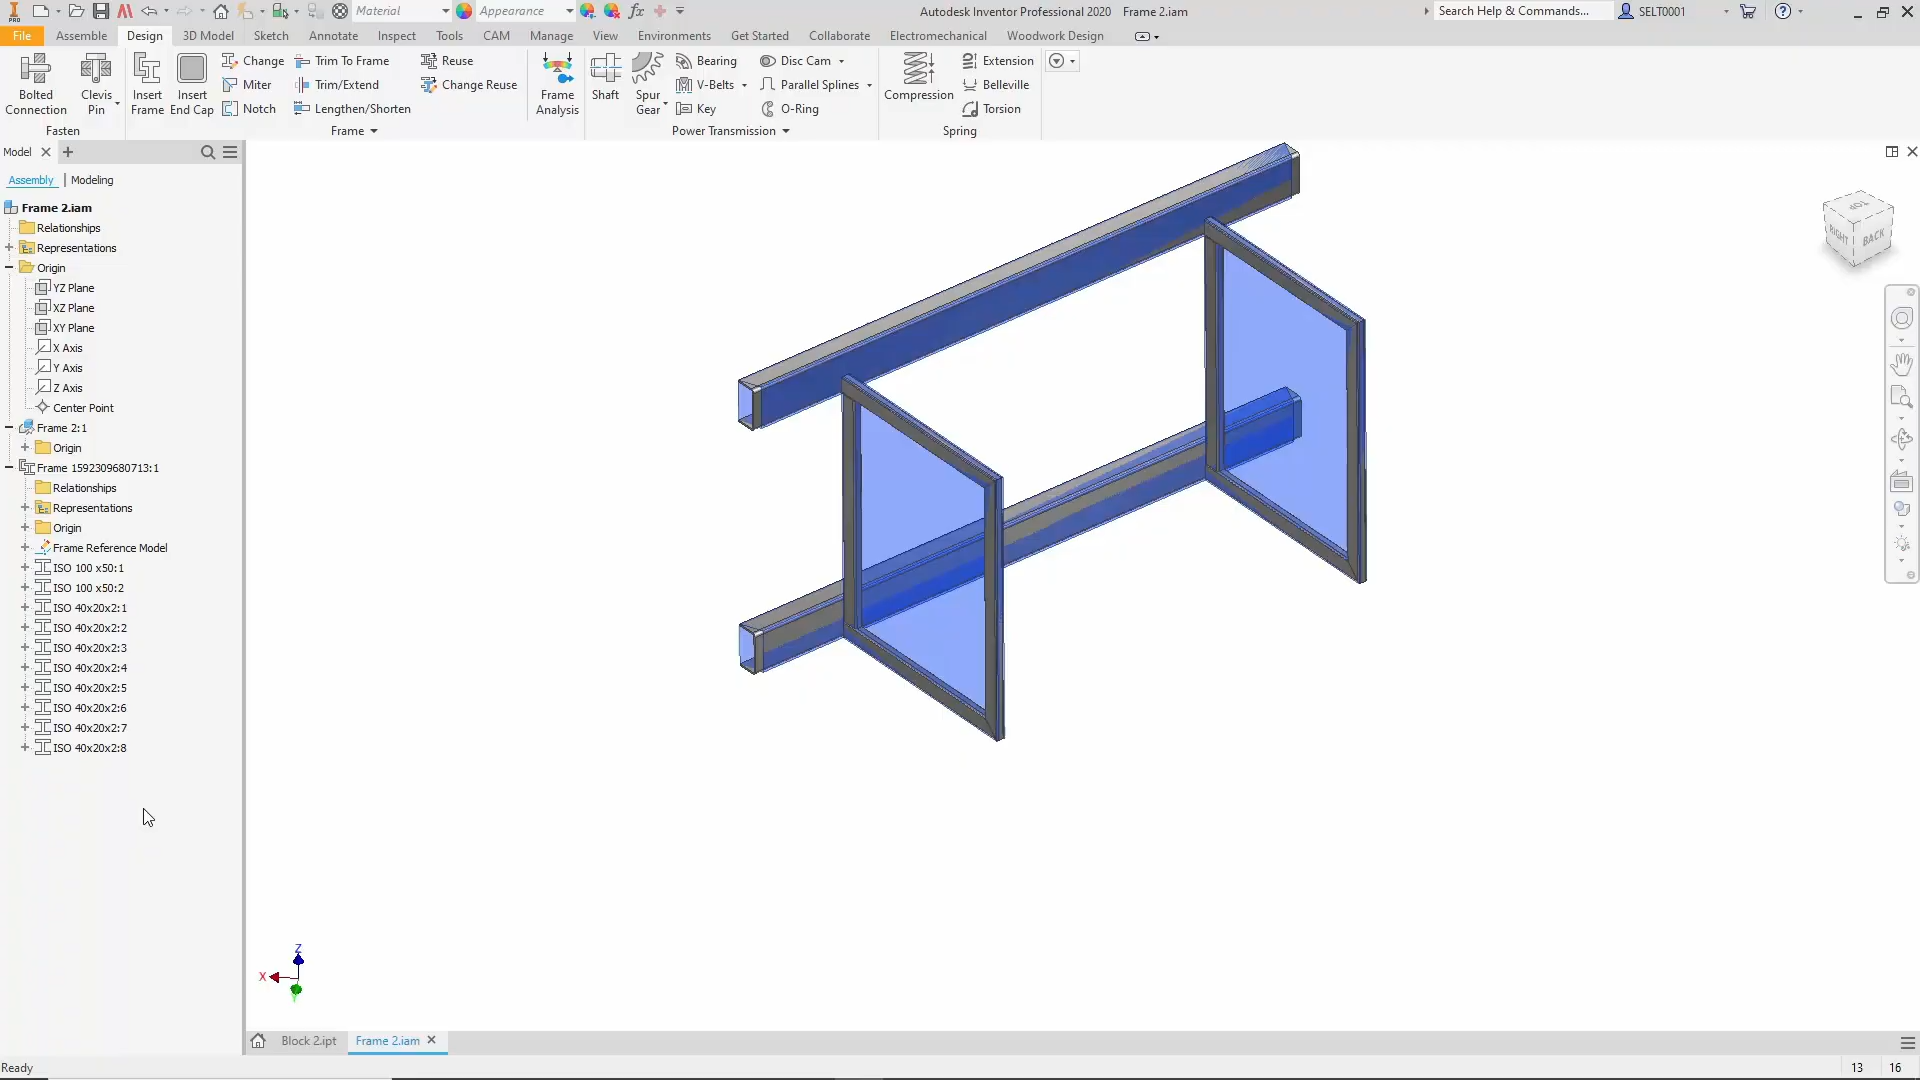 Material
Appearance
Autodesk Inventor Professional 2020 Frame 2.iam
Search Help & Commands...
SELT0001
File Assemble Design 3D Model Sketch Annotate Inspect Tools CAM Manage View Environments Get Started Collaborate Electromechanical Woodwork Design
Bolted Connection
Clevis Pin
Fasten
Insert Frame
Insert End Cap
Change
Miter
Notch
Trim To Frame
Trim/Extend
Lengthen/Shorten
Reuse
Change Reuse
Frame
Frame Analysis
Shaft
Spur Gear
Bearing
V-Belts
Key
Disc Cam
Parallel Splines
O-Ring
Power Transmission
Compression
Extension
Belleville
Torsion
Spring
Model
Assembly Modeling
Frame 2.iam
Relationships
Representations
Origin
YZ Plane
XZ Plane
XY Plane
X Axis
Y Axis
Z Axis
Center Point
Frame 2:1
Origin
Frame 1592309680713:1
Relationships
Representations
Origin
Frame Reference Model
ISO 100 x50:1
ISO 100 x50:2
ISO 40x20x2:1
ISO 40x20x2:2
ISO 40x20x2:3
ISO 40x20x2:4
ISO 40x20x2:5
ISO 40x20x2:6
ISO 40x20x2:7
ISO 40x20x2:8
TOP
RIGHT
BACK
Z
X
Block 2.ipt
Frame 2.iam
Ready
13 16